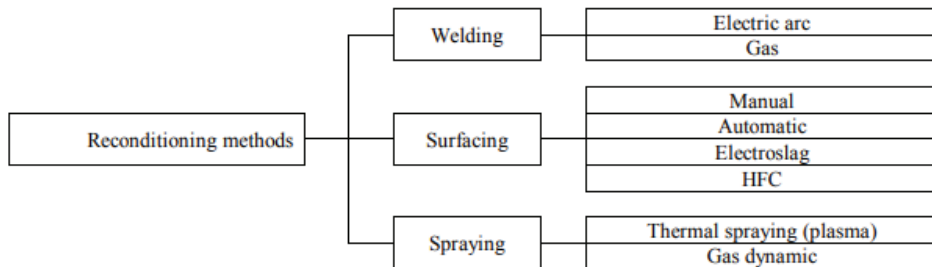 Reconditioning methods
Welding
Electric arc
Gas
Surfacing
Manual
Automatic
Electroslag
HFC
Spraying
Thermal spraying (plasma)
Gas dynamic